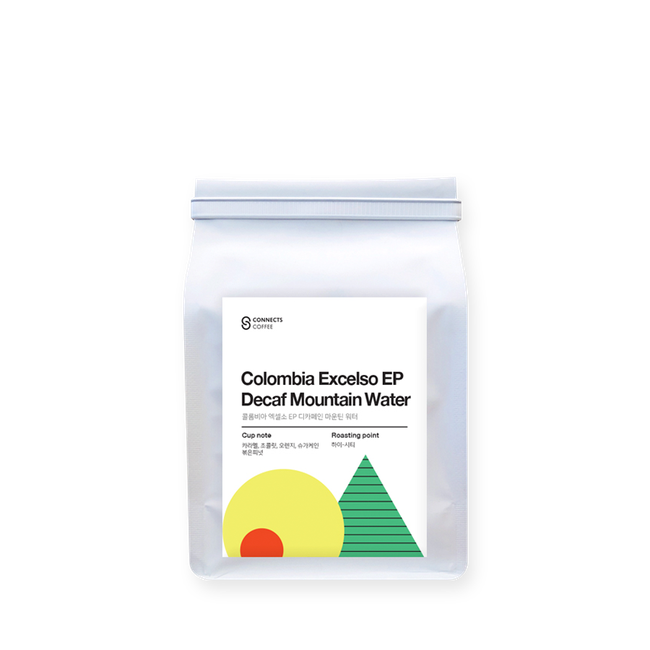 CONNECTS
COFFEE
Colombia Excelso EP
Decaf Mountain Water
콜롬비아 엑셀소 EP 디카페인 마운틴 워터
Cup note
카라멜, 초콜릿, 오렌지, 슈가케인
볶은피넛
Roasting point
하이-시티